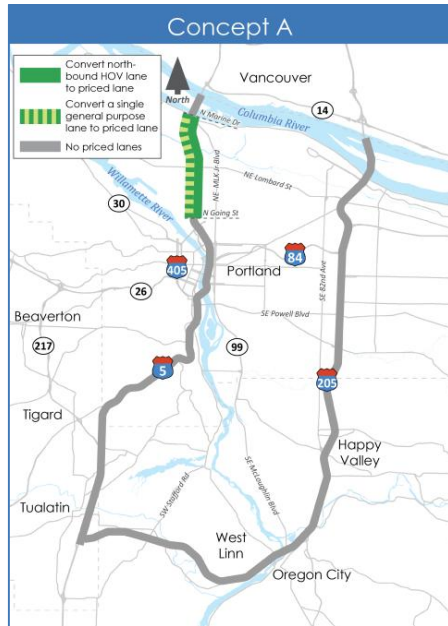 Concept A
Convert north-
bound HOV lane
to priced lane
Convert a single
general purpose
lane to priced lane
No priced lanes
North
Vancouver
14
N Marine Dr
Columbia River
NE MLK Jr Blvd
NE Lombard St
Willamette River
30
N Going St
405
Portland
84
26
SE 82nd Ave
Beaverton
SE Powell Blvd
217
99
5
205
Tigard
Happy
Valley
SW Stafford Rd
SE McLoughlin Blvd
Tualatin
West
Linn
Oregon City